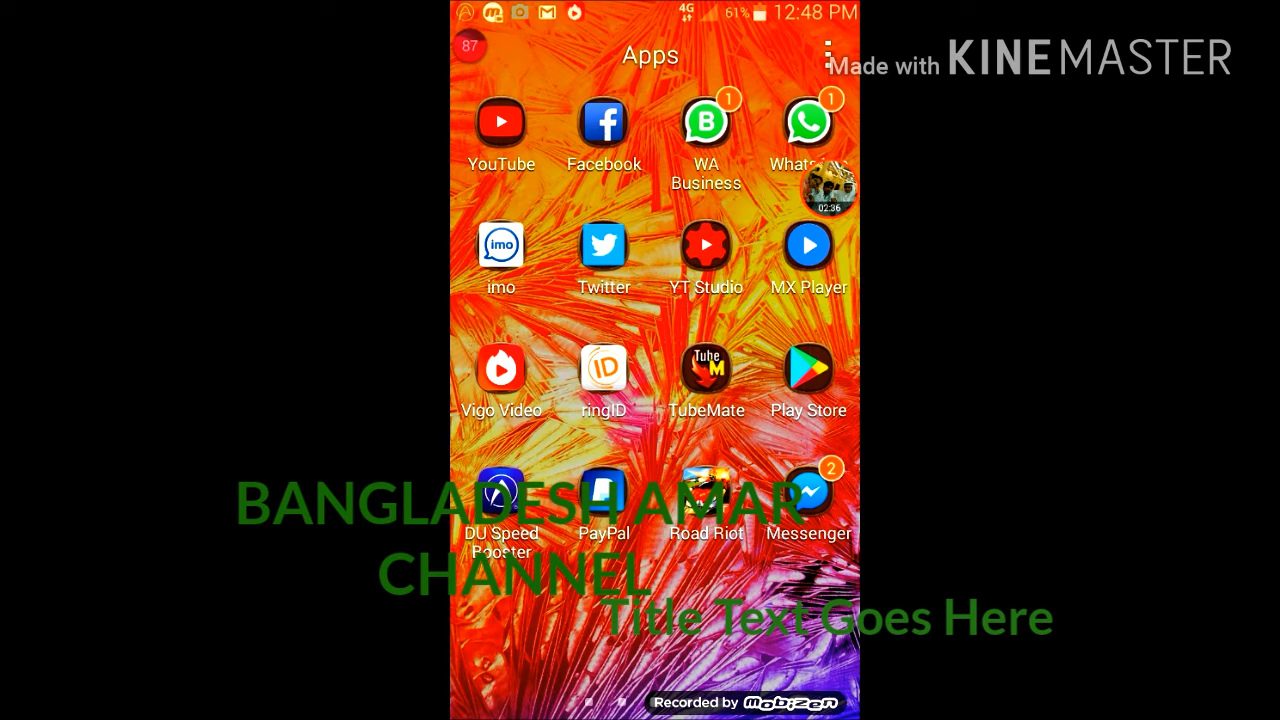 4G 61% 12:48 PM
87
Apps
Made with KINEMASTER
1 1
YouTube Facebook WA Business
02:36
imo
imo Twitter YT Studio MX Player
ID Tube M
Vigo Video ringID TubeMate Play Store
2
BANGLADESH AMAR
DU Speed Booster PayPal Road Riot Messenger
CHANNEL
Title Text Goes Here
Recorded by mobizen